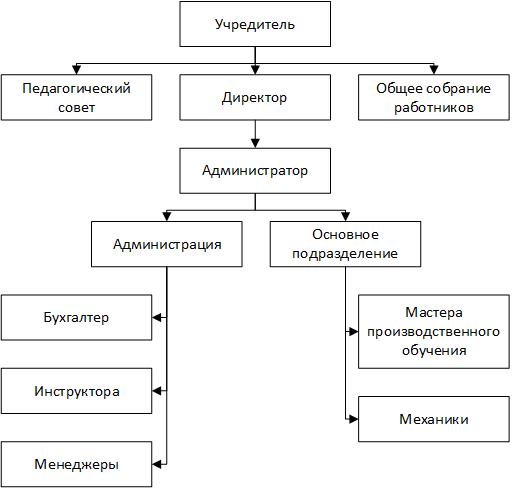 Учредитель
Педагогический
совет
Директор
Общее собрание
работников
Администратор
Администрация
Основное
подразделение
Бухгалтер
Инструктора
Менеджеры
Мастера
производственного
обучения
Механики